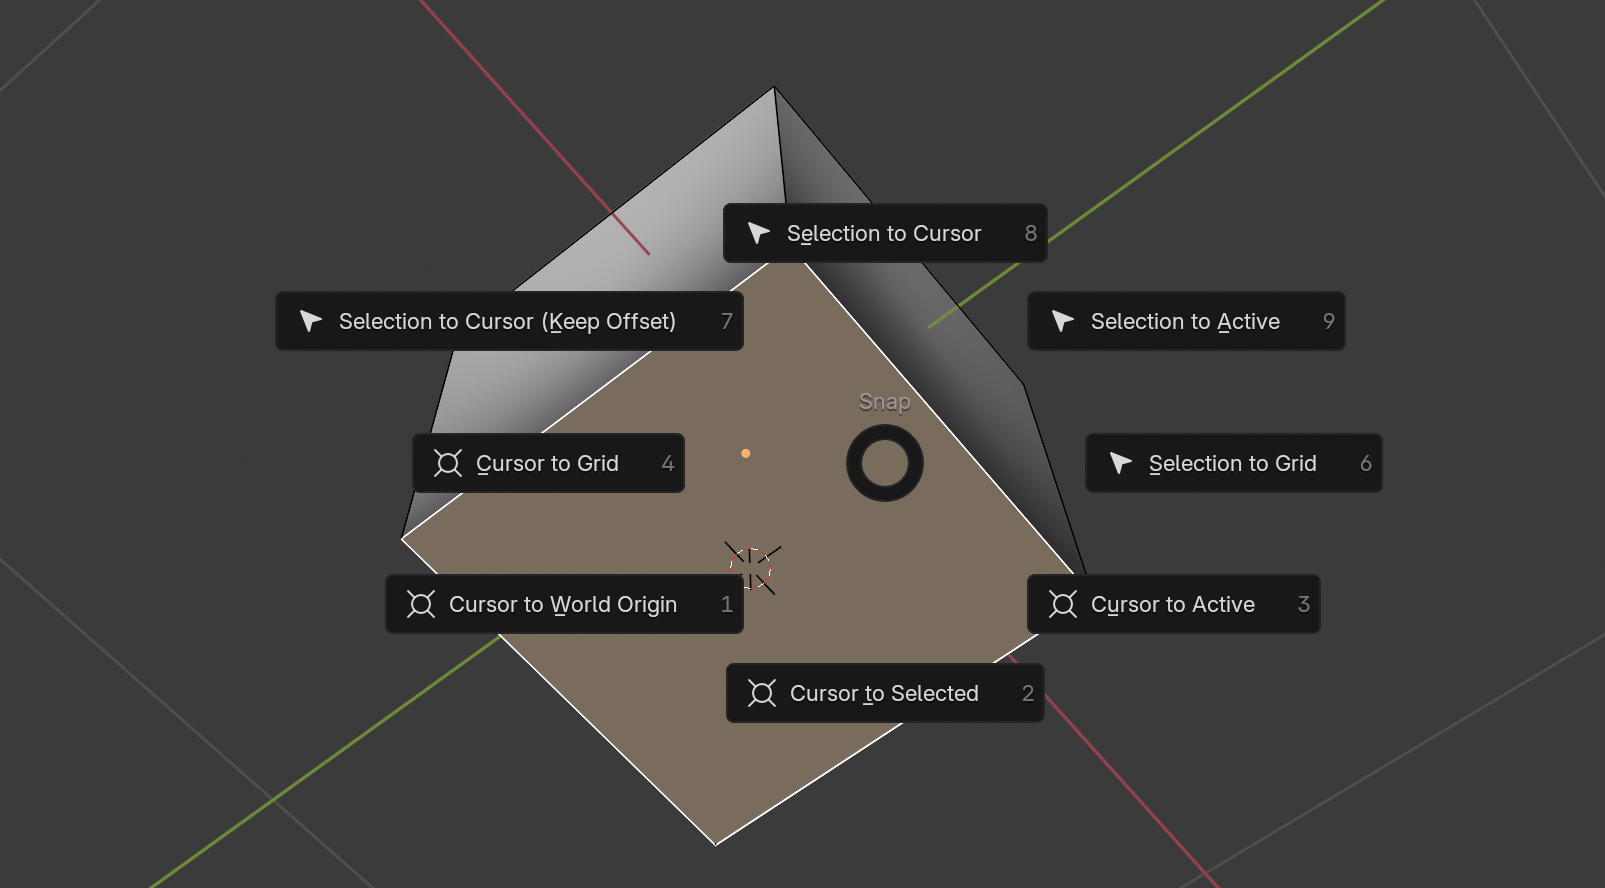 Selection to Cursor 8
Selection to Cursor (Keep Offset) 7
Selection to Active 9
Snap
Cursor to Grid 4
Selection to Grid 6
Cursor to World Origin 1
Cursor to Active 3
Cursor to Selected 2